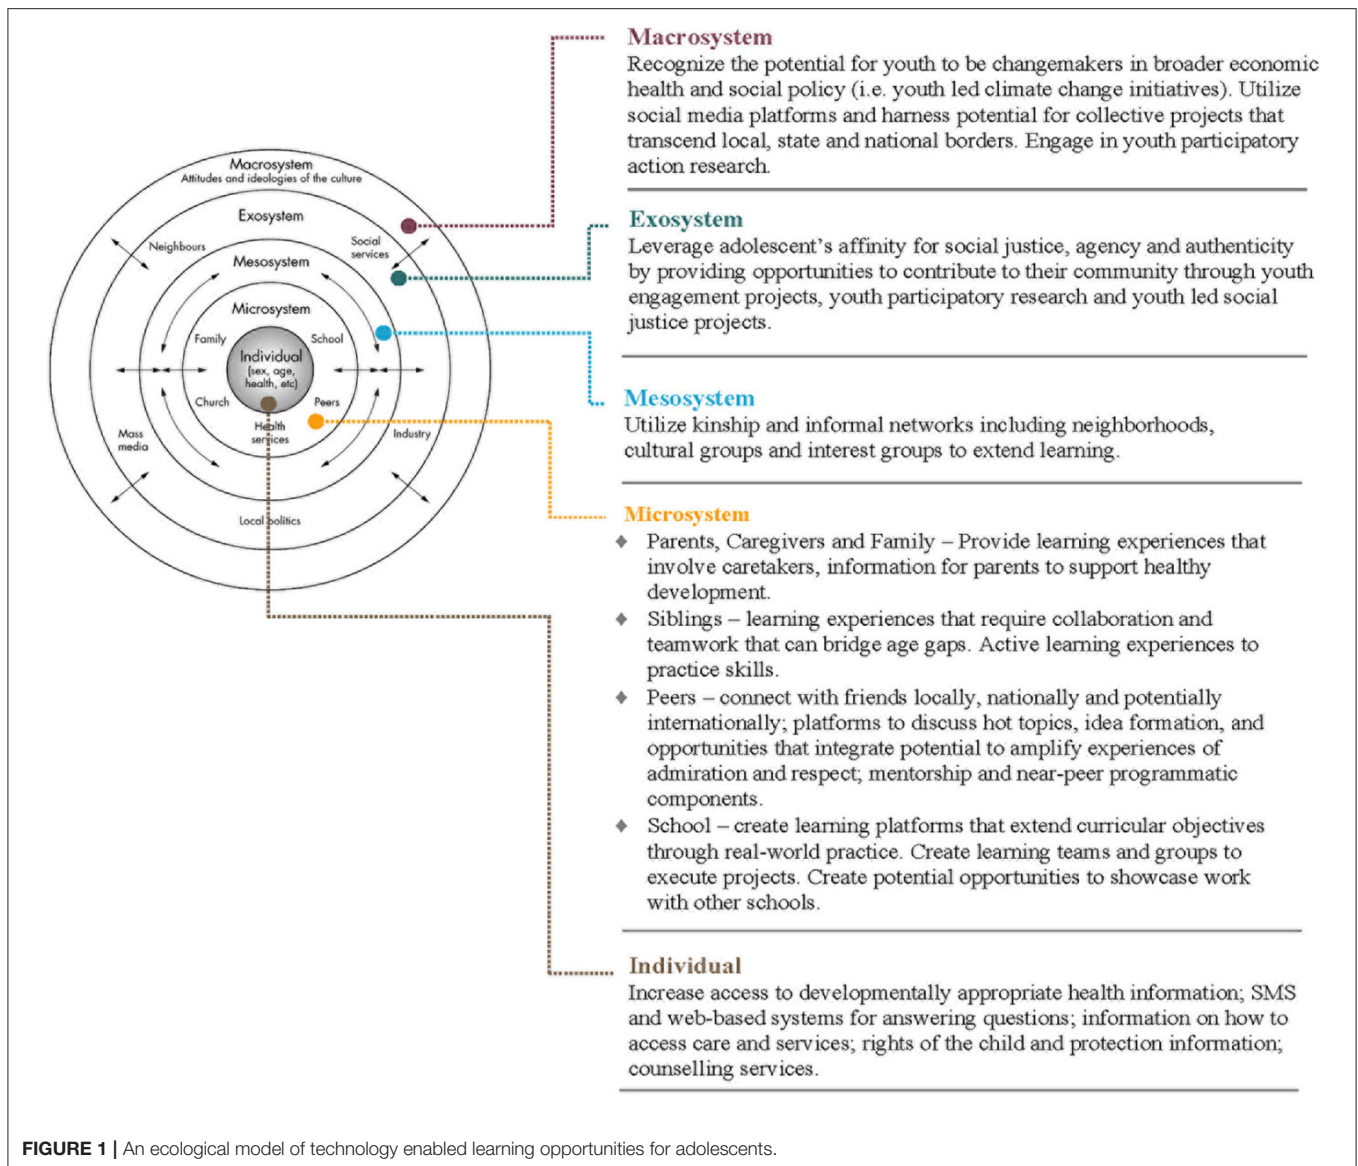 Macrosystem
Attitudes and ideologies of the culture
Exosystem
Neighbours
Social
services
Mesosystem
Microsystem
Family
School
Individual
(sex, age,
health, etc)
Church
Peers
Health
services
Mass
media
Industry
Local politics
Macrosystem
Recognize the potential for youth to be changemakers in broader economic
health and social policy (i.e. youth led climate change initiatives). Utilize
social media platforms and harness potential for collective projects that
transcend local, state and national borders. Engage in youth participatory
action research.
Exosystem
Leverage adolescent's affinity for social justice, agency and authenticity
by providing opportunities to contribute to their community through youth
engagement projects, youth participatory research and youth led social
justice projects.
Mesosystem
Utilize kinship and informal networks including neighborhoods,
cultural groups and interest groups to extend learning.
Microsystem
♦ Parents, Caregivers and Family – Provide learning experiences that
involve caretakers, information for parents to support healthy
development.
♦ Siblings – learning experiences that require collaboration and
teamwork that can bridge age gaps. Active learning experiences to
practice skills.
♦ Peers – connect with friends locally, nationally and potentially
internationally; platforms to discuss hot topics, idea formation, and
opportunities that integrate potential to amplify experiences of
admiration and respect; mentorship and near-peer programmatic
components.
♦ School – create learning platforms that extend curricular objectives
through real-world practice. Create learning teams and groups to
execute projects. Create potential opportunities to showcase work
with other schools.
Individual
Increase access to developmentally appropriate health information; SMS
and web-based systems for answering questions; information on how to
access care and services; rights of the child and protection information;
counselling services.
FIGURE 1 | An ecological model of technology enabled learning opportunities for adolescents.